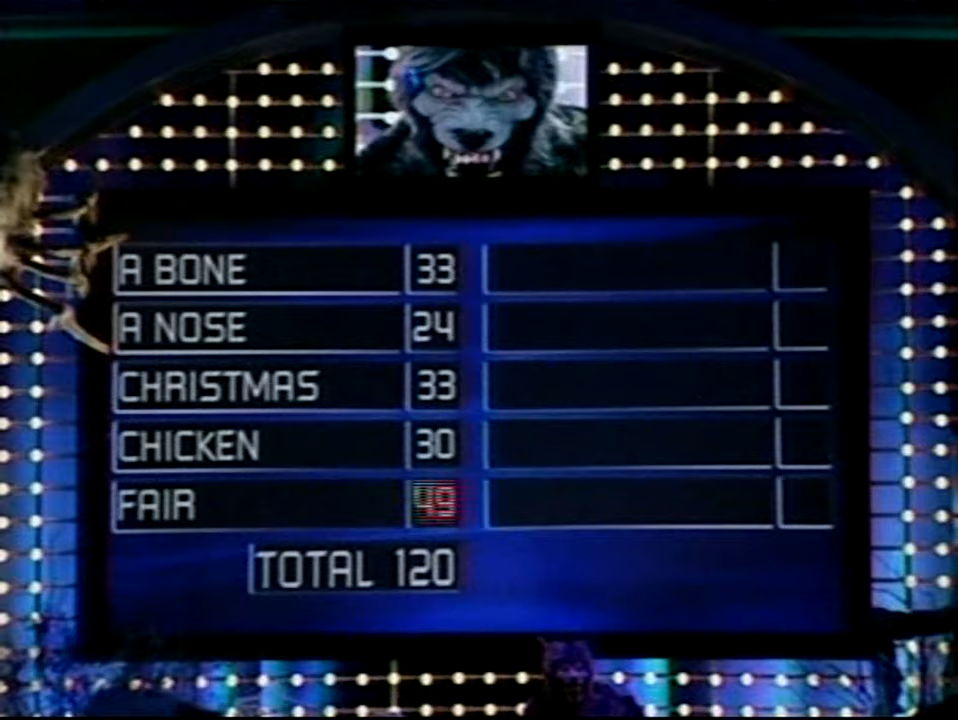 A BONE 33
A NOSE 24
CHRISTMAS 33
CHICKEN 30
FAIR 49
TOTAL 120